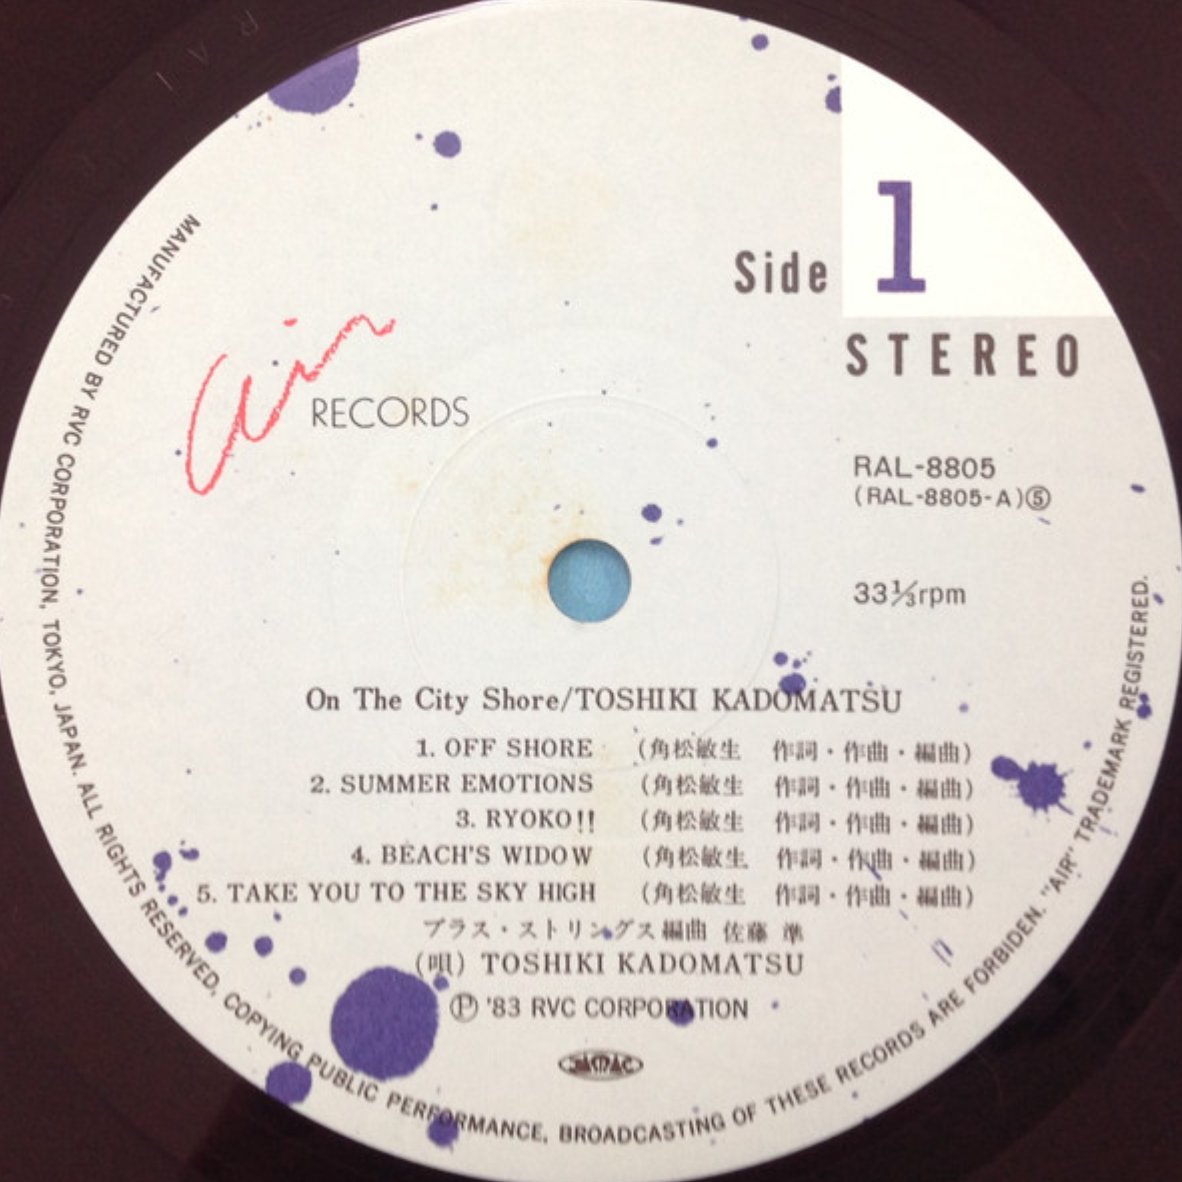 Side 1
STEREO
Air
RECORDS
RAL-8805
(RAL-8805-A)⑤
33⅓rpm
On The City Shore/TOSHIKI KADOMATSU
1. OFF SHORE (角松敏生 作詞・作曲・編曲)
2. SUMMER EMOTIONS (角松敏生 作詞・作曲・編曲)
3. RYOKO!! (角松敏生 作詞・作曲・編曲)
4. BEACH'S WIDOW (角松敏生 作詞・作曲・編曲)
5. TAKE YOU TO THE SKY HIGH (角松敏生 作詞・作曲・編曲)
ブラス・ストリングス編曲 佐藤 準
(唄) TOSHIKI KADOMATSU
Ⓟ '83 RVC CORPORATION
JASRAC
MANUFACTURED BY RVC CORPORATION, TOKYO, JAPAN. ALL RIGHTS RESERVED, COPYING PUBLIC PERFORMANCE, BROADCASTING OF THESE RECORDS ARE FORBIDDEN. "AIR" TRADEMARK REGISTERED.